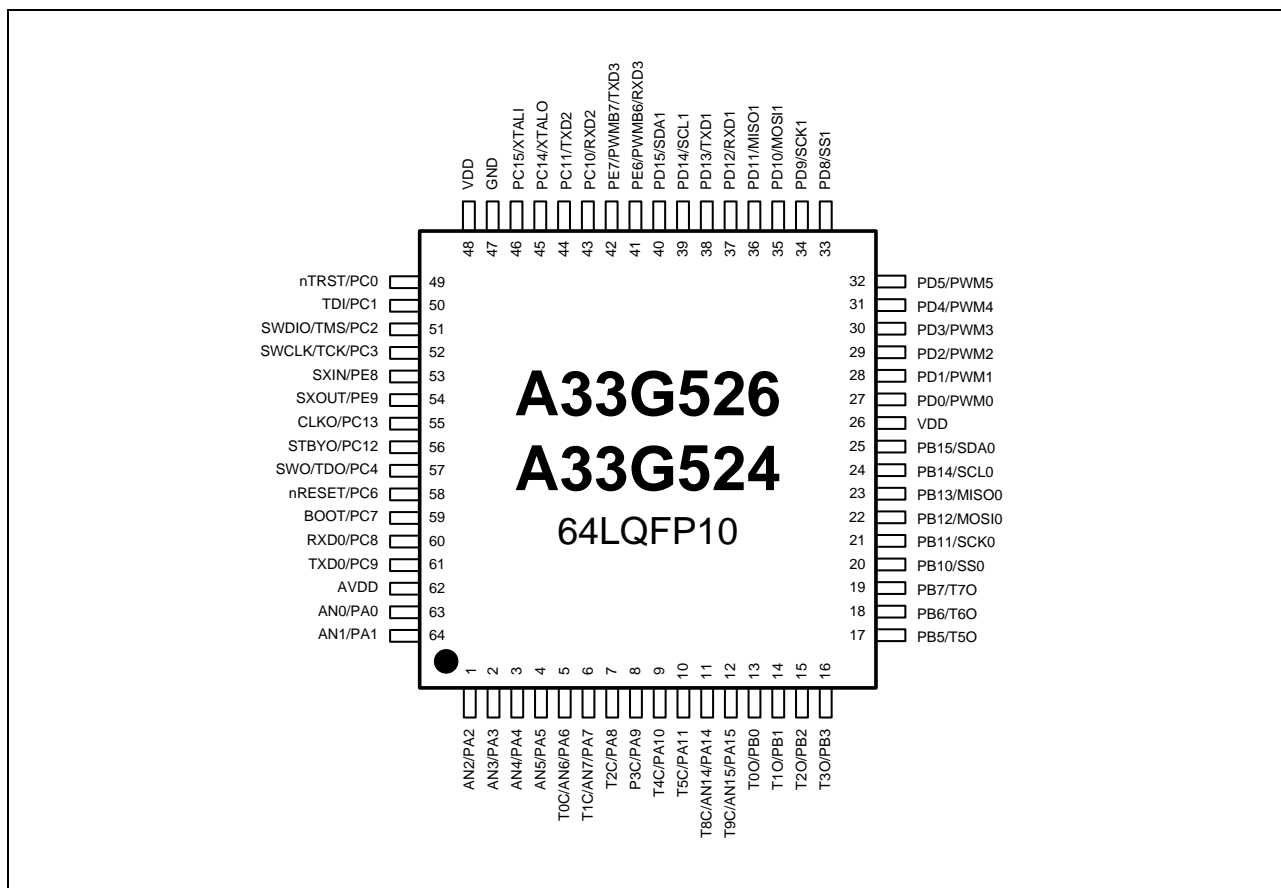 VDD
GND
PC15/XTALI
PC14/XTALO
PC11/TXD2
PC10/RXD2
PE7/PWMB7/TXD3
PE6/PWMB6/RXD3
PD15/SDA1
PD14/SCL1
PD13/TXD1
PD12/RXD1
PD11/MISO1
PD10/MOSI1
PD9/SCK1
PD8/SS1
48
47
46
45
44
43
42
41
40
39
38
37
36
35
34
33
nTRST/PC0 49
TDI/PC1 50
SWDIO/TMS/PC2 51
SWCLK/TCK/PC3 52
SXIN/PE8 53
SXOUT/PE9 54
CLKO/PC13 55
STBYO/PC12 56
SWO/TDO/PC4 57
nRESET/PC6 58
BOOT/PC7 59
RXD0/PC8 60
TXD0/PC9 61
AVDD 62
AN0/PA0 63
AN1/PA1 64
A33G526
A33G524
64LQFP10
32 PD5/PWM5
31 PD4/PWM4
30 PD3/PWM3
29 PD2/PWM2
28 PD1/PWM1
27 PD0/PWM0
26 VDD
25 PB15/SDA0
24 PB14/SCL0
23 PB13/MISO0
22 PB12/MOSI0
21 PB11/SCK0
20 PB10/SS0
19 PB7/T7O
18 PB6/T6O
17 PB5/T5O
1
2
3
4
5
6
7
8
9
10
11
12
13
14
15
16
AN2/PA2
AN3/PA3
AN4/PA4
AN5/PA5
T0C/AN6/PA6
T1C/AN7/PA7
T2C/PA8
P3C/PA9
T4C/PA10
T5C/PA11
T8C/AN14/PA14
T9C/AN15/PA15
T0O/PB0
T1O/PB1
T2O/PB2
T3O/PB3